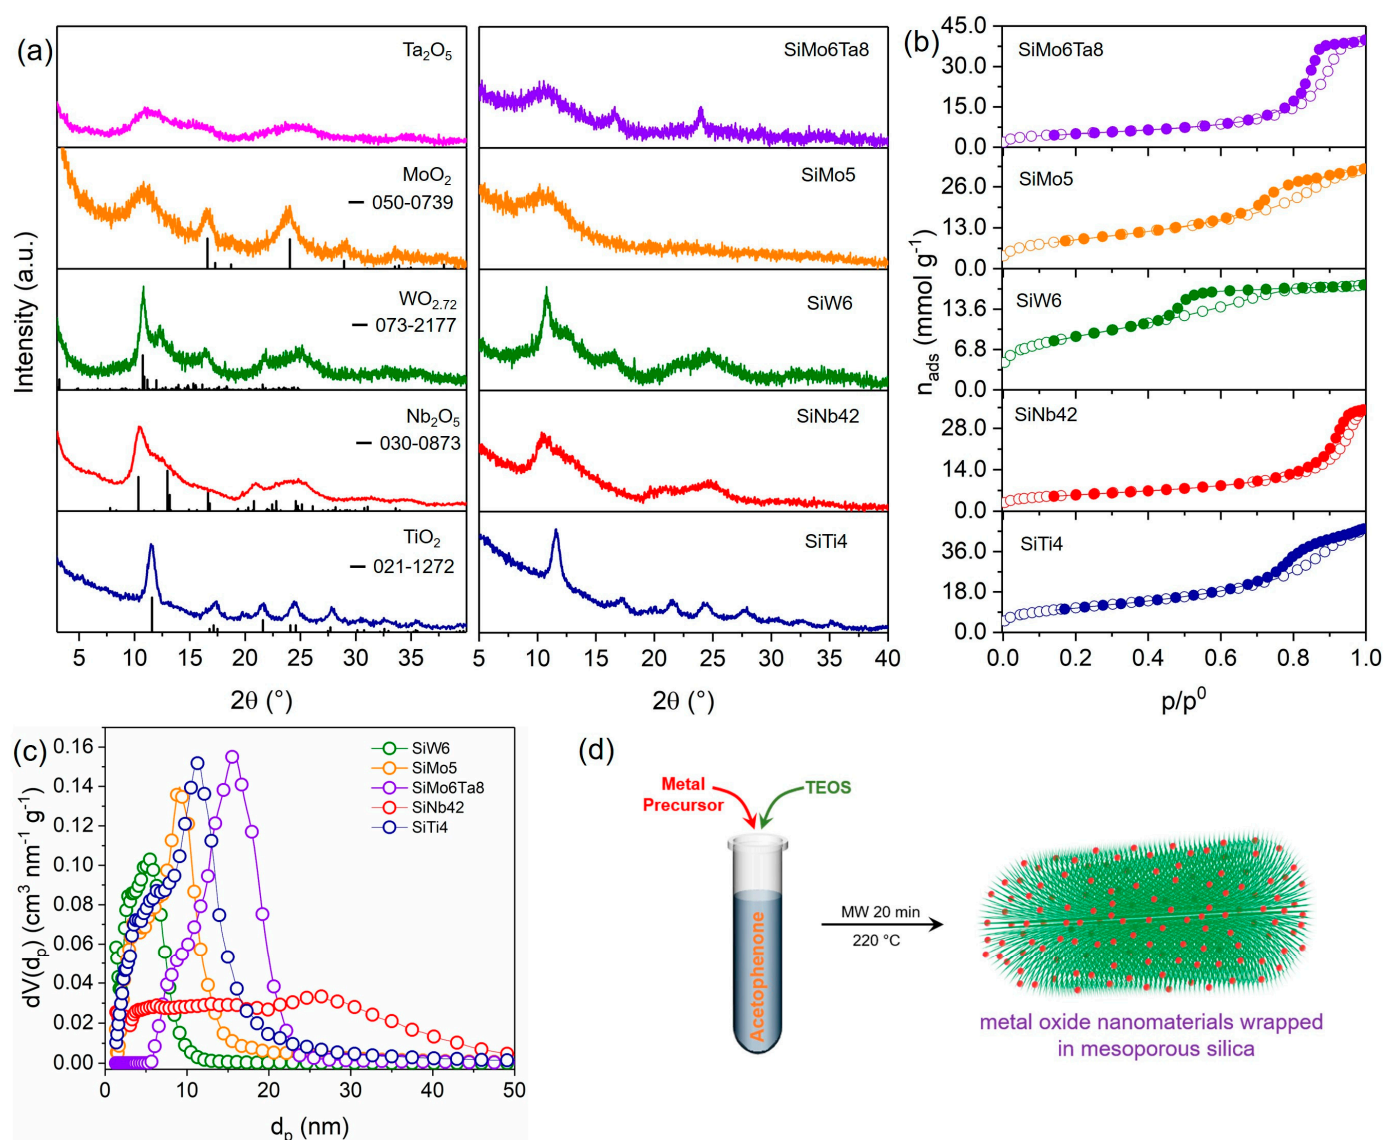 (a)
Ta2O5
MoO2
— 050-0739
WO2.72
— 073-2177
Nb2O5
— 030-0873
TiO2
— 021-1272
Intensity (a.u.)
5 10 15 20 25 30 35
2θ (°)
SiMo6Ta8
SiMo5
SiW6
SiNb42
SiTi4
5 10 15 20 25 30 35 40
2θ (°)
(b)
45.0
30.0
15.0
0.0
SiMo6Ta8
26.0
13.0
0.0
SiMo5
13.6
6.8
0.0
SiW6
28.0
14.0
0.0
SiNb42
36.0
18.0
0.0
SiTi4
nads (mmol g-1)
0.0 0.2 0.4 0.6 0.8 1.0
p/p0
(c)
0.16
0.14
0.12
0.10
0.08
0.06
0.04
0.02
0.00
SiW6
SiMo5
SiMo6Ta8
SiNb42
SiTi4
dV(dp) (cm3 nm-1 g-1)
0 10 20 30 40 50
dp (nm)
(d)
Metal
Precursor
TEOS
Acetophenone
MW 20 min
220 °C
metal oxide nanomaterials wrapped
in mesoporous silica